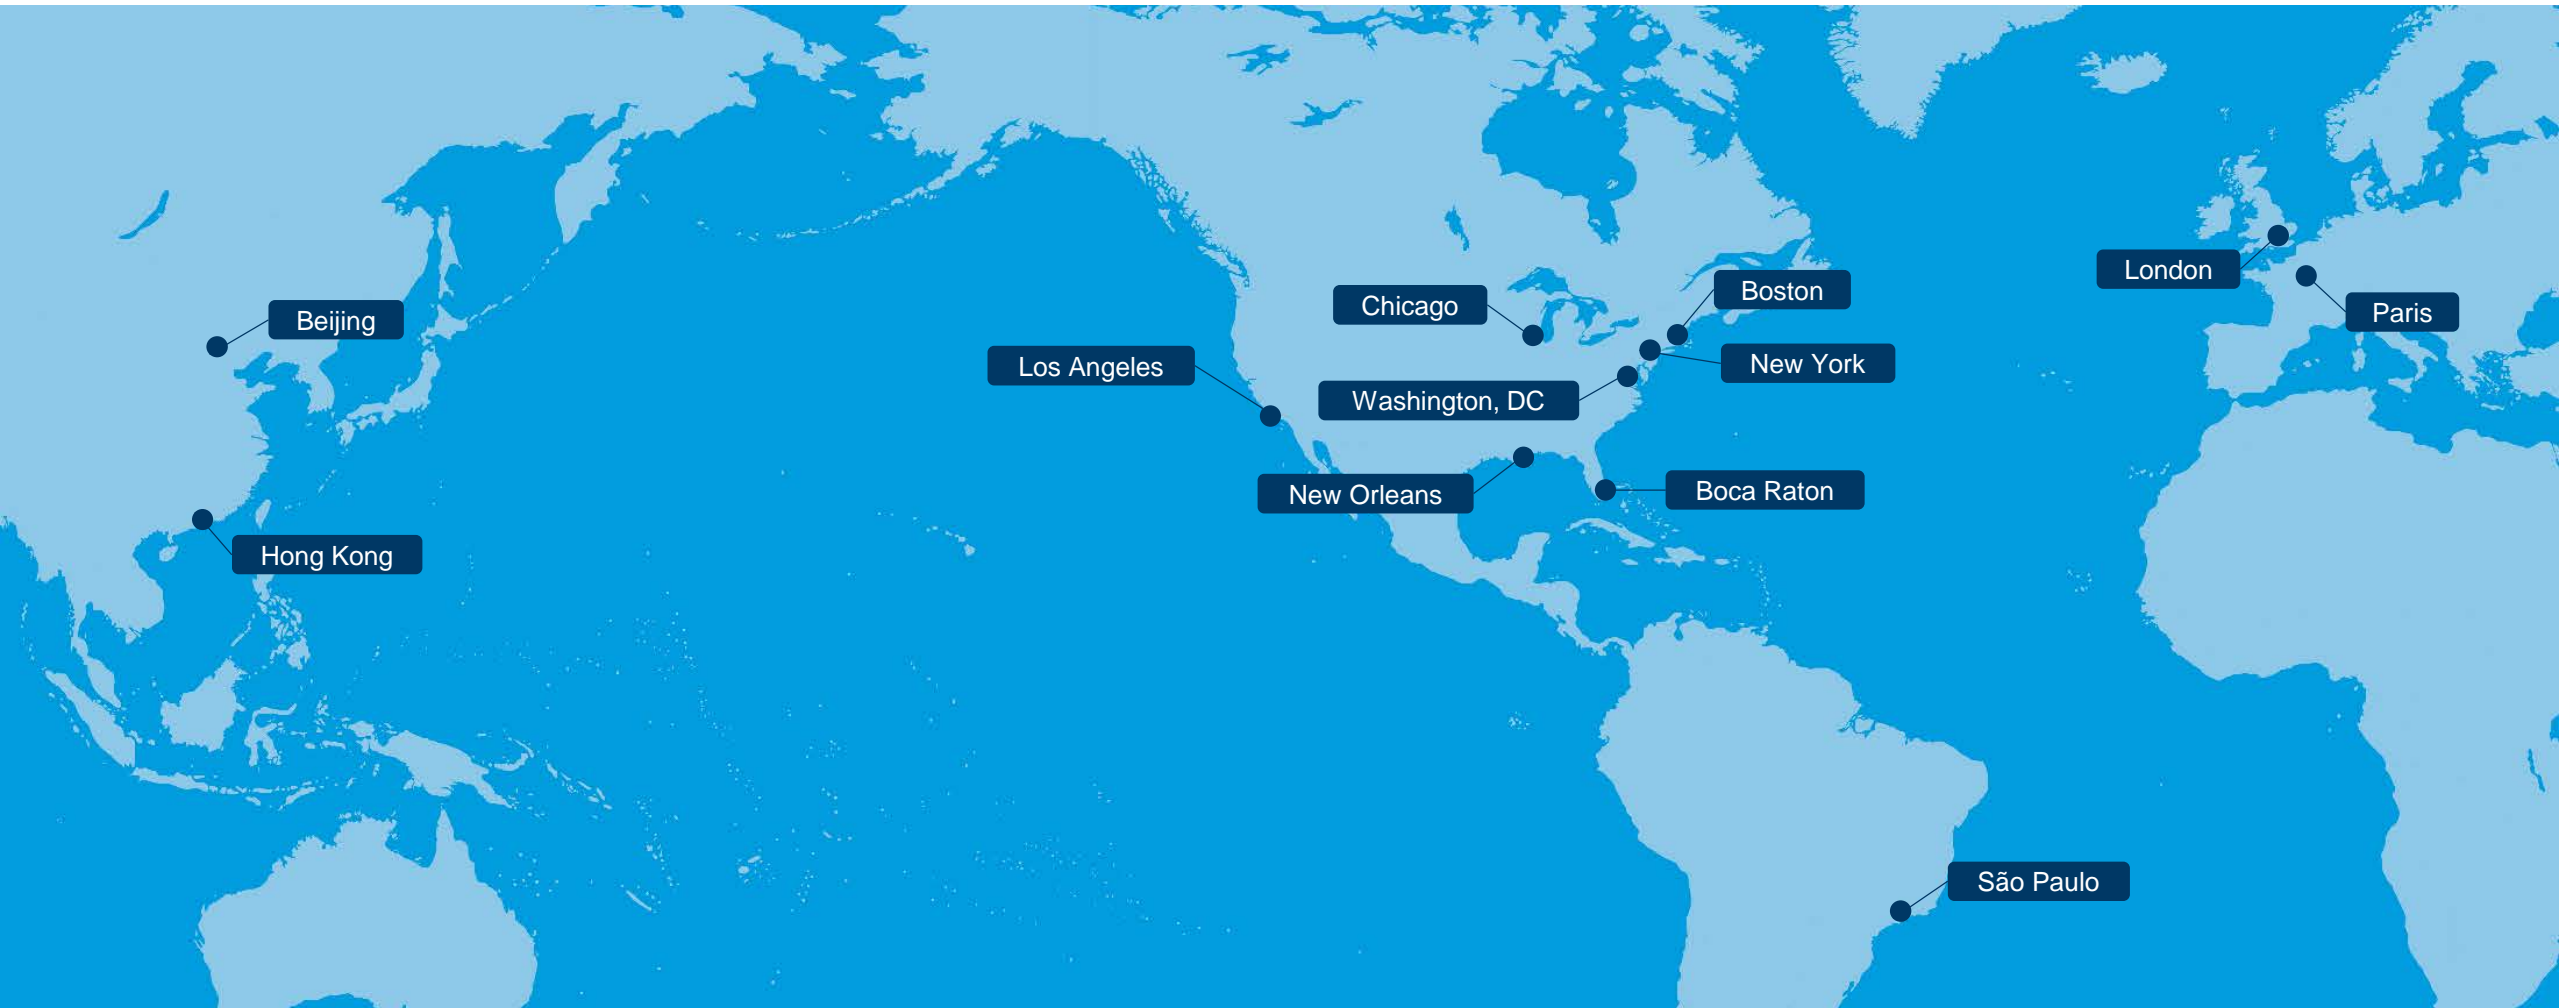 London
Boston
Chicago
Paris
Beijing
New York
Los Angeles
Washington, DC
Boca Raton
New Orleans
Hong Kong
São Paulo